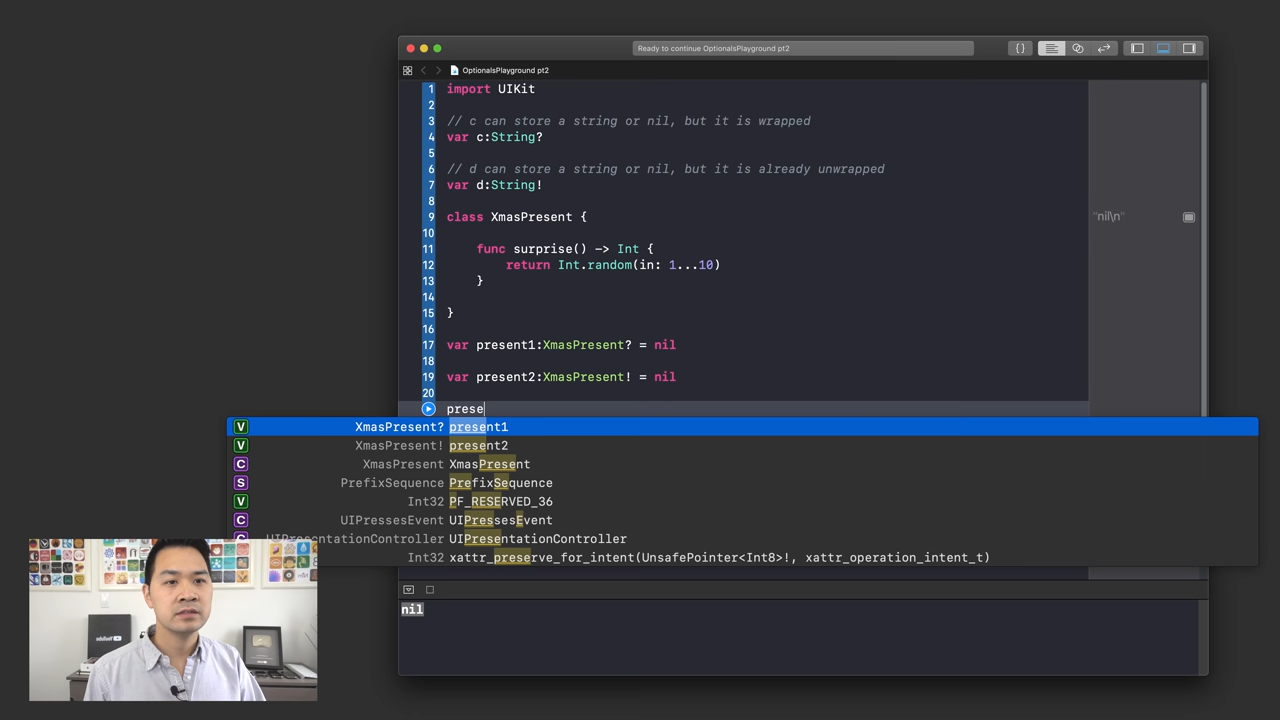 Ready to continue OptionalsPlayground pt2
{}
OptionalsPlayground pt2
1 import UIKit
2
3 // c can store a string or nil, but it is wrapped
4 var c:String?
5
6 // d can store a string or nil, but it is already unwrapped
7 var d:String!
8
9 class XmasPresent {
"nil\n"
10
11 func surprise() -> Int {
12 return Int.random(in: 1...10)
13 }
14
15 }
16
17 var present1:XmasPresent? = nil
18
19 var present2:XmasPresent! = nil
20
prese
V XmasPresent? present1
V XmasPresent! present2
C XmasPresent XmasPresent
S PrefixSequence PrefixSequence
V Int32 PF_RESERVED_36
C UIPressesEvent UIPressesEvent
C UIPresentationController UIPresentationController
Int32 xattr_preserve_for_intent(UnsafePointer<Int8>!, xattr_operation_intent_t)
nil
YouTube